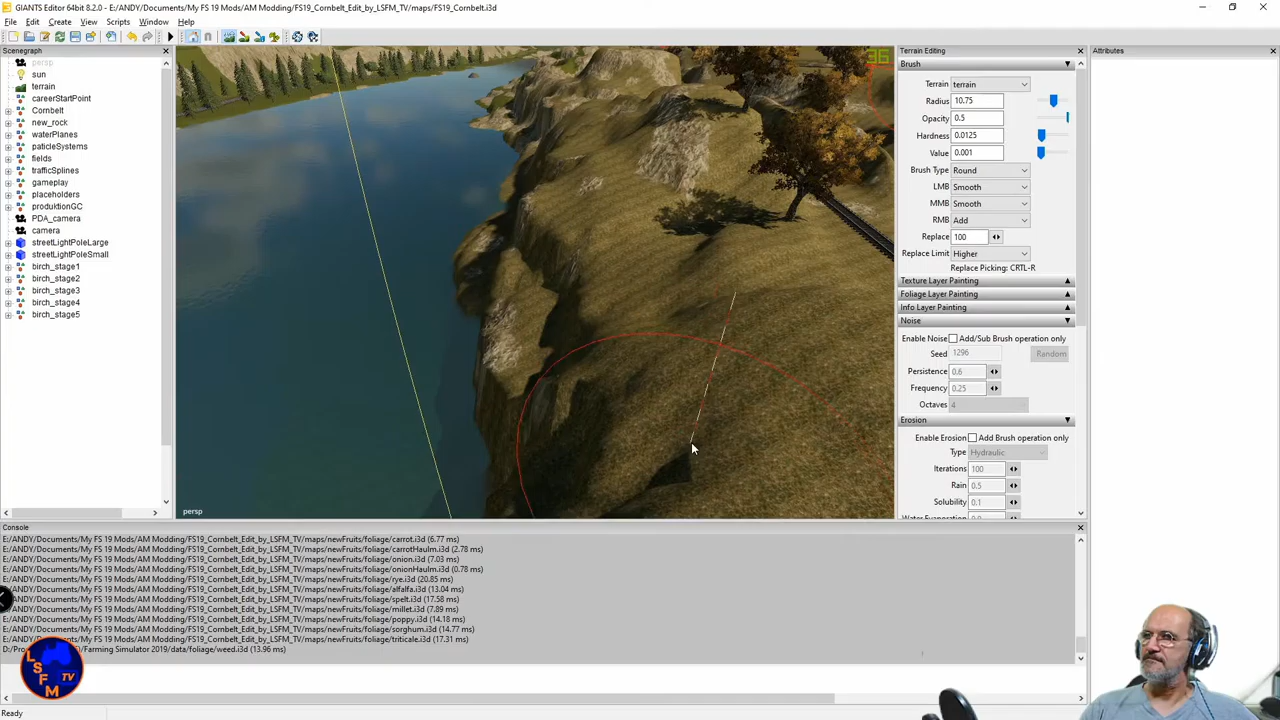 GIANTS Editor 64bit 8.2.0 - E:/ANDY/Documents/My FS 19 Mods/AM Modding/FS19_Cornbelt_Edit_by_LSFM_TV/maps/FS19_Cornbelt.i3d
File Edit Create View Scripts Window Help
Scenegraph
persp
sun
terrain
careerStartPoint
Cornbelt
new_rock
waterPlanes
paticleSystems
fields
trafficSplines
gameplay
placeholders
produktionGC
PDA_camera
camera
streetLightPoleLarge
streetLightPoleSmall
birch_stage1
birch_stage2
birch_stage3
birch_stage4
birch_stage5
36
persp
Terrain Editing
Brush
Terrain terrain
Radius 10.75
Opacity 0.5
Hardness 0.0125
Value 0.001
Brush Type Round
LMB Smooth
MMB Smooth
RMB Add
Replace 100
Replace Limit Higher
Replace Picking: CRTL-R
Texture Layer Painting
Foliage Layer Painting
Info Layer Painting
Noise
Enable Noise Add/Sub Brush operation only
Seed 1296 Random
Persistence 0.6
Frequency 0.25
Octaves 4
Erosion
Enable Erosion Add Brush operation only
Type Hydraulic
Iterations 100
Rain 0.5
Solubility 0.1
Water Evaporation
Attributes
Console
E:/ANDY/Documents/My FS 19 Mods/AM Modding/FS19_Cornbelt_Edit_by_LSFM_TV/maps/newFruits/foliage/carrot.i3d (6.77 ms)
E:/ANDY/Documents/My FS 19 Mods/AM Modding/FS19_Cornbelt_Edit_by_LSFM_TV/maps/newFruits/foliage/carrotHaulm.i3d (2.78 ms)
E:/ANDY/Documents/My FS 19 Mods/AM Modding/FS19_Cornbelt_Edit_by_LSFM_TV/maps/newFruits/foliage/onion.i3d (7.03 ms)
E:/ANDY/Documents/My FS 19 Mods/AM Modding/FS19_Cornbelt_Edit_by_LSFM_TV/maps/newFruits/foliage/onionHaulm.i3d (0.78 ms)
E:/ANDY/Documents/My FS 19 Mods/AM Modding/FS19_Cornbelt_Edit_by_LSFM_TV/maps/newFruits/foliage/rye.i3d (20.85 ms)
E:/ANDY/Documents/My FS 19 Mods/AM Modding/FS19_Cornbelt_Edit_by_LSFM_TV/maps/newFruits/foliage/alfalfa.i3d (13.04 ms)
E:/ANDY/Documents/My FS 19 Mods/AM Modding/FS19_Cornbelt_Edit_by_LSFM_TV/maps/newFruits/foliage/spelt.i3d (17.58 ms)
E:/ANDY/Documents/My FS 19 Mods/AM Modding/FS19_Cornbelt_Edit_by_LSFM_TV/maps/newFruits/foliage/millet.i3d (7.89 ms)
E:/ANDY/Documents/My FS 19 Mods/AM Modding/FS19_Cornbelt_Edit_by_LSFM_TV/maps/newFruits/foliage/poppy.i3d (14.18 ms)
E:/ANDY/Documents/My FS 19 Mods/AM Modding/FS19_Cornbelt_Edit_by_LSFM_TV/maps/newFruits/foliage/sorghum.i3d (14.77 ms)
E:/ANDY/Documents/My FS 19 Mods/AM Modding/FS19_Cornbelt_Edit_by_LSFM_TV/maps/newFruits/foliage/triticale.i3d (17.31 ms)
Farming Simulator 2019/data/foliage/weed.i3d (13.96 ms)
LSFM
TV
Ready